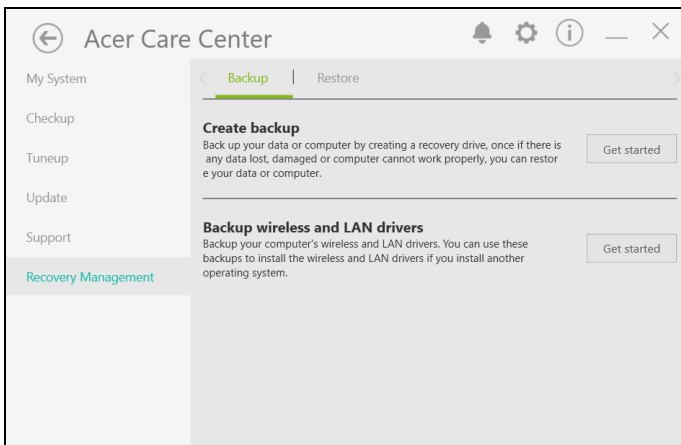 Acer Care Center
My System
Checkup
Tuneup
Update
Support
Recovery Management
Backup
Restore
Create backup
Back up your data or computer by creating a recovery drive, once if there is
any data lost, damaged or computer cannot work properly, you can restor
e your data or computer.
Get started
Backup wireless and LAN drivers
Backup your computer's wireless and LAN drivers. You can use these
backups to install the wireless and LAN drivers if you install another
operating system.
Get started